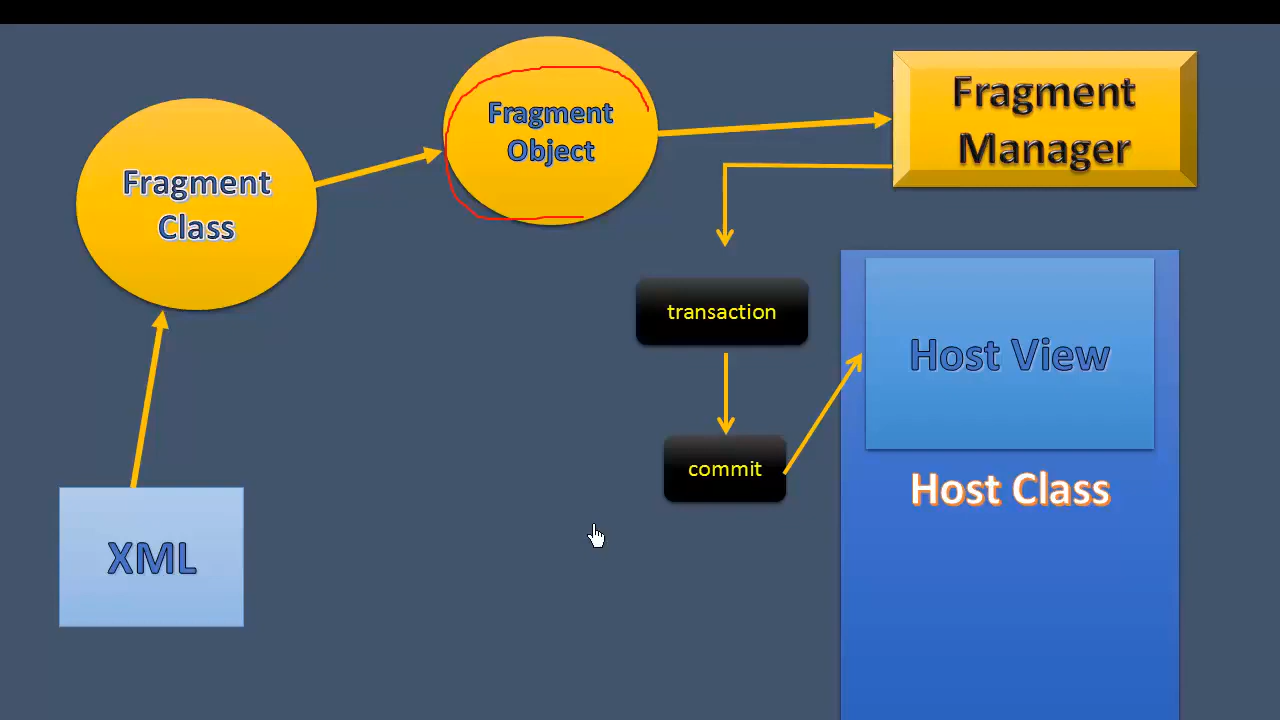 Fragment
Class
Fragment
Object
Fragment
Manager
transaction
commit
Host View
Host Class
XML